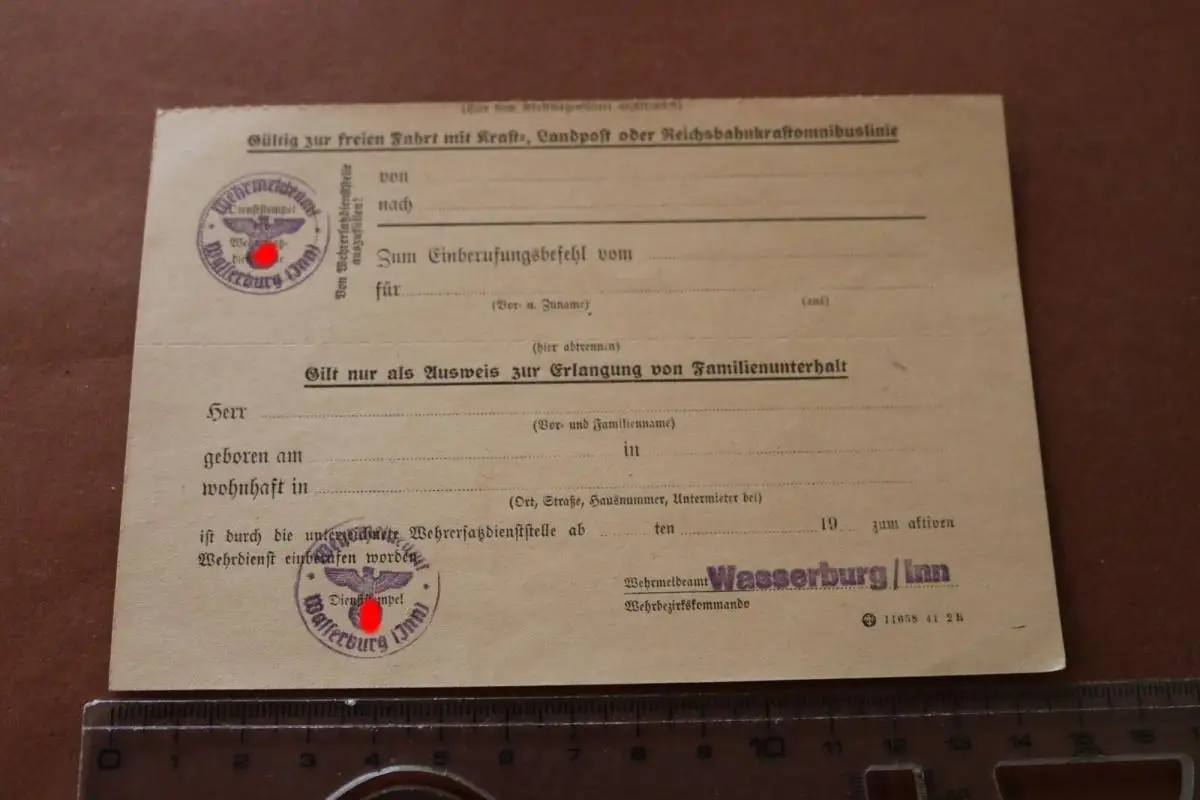 Gültig zur freien Fahrt mit Kraft-, Landpost oder Reichsbahnkraftomnibuslinie
Von Wehrersatzdienststelle
auszufüllen!
von
nach
Zum Einberufungsbefehl vom
für
(Vor- u. Zuname)
(aus)
Wehrmeldeamt
Dienststempel
Wasserburg (Inn)
(hier abtrennen)
Gilt nur als Ausweis zur Erlangung von Familienunterhalt
Herr
(Vor- und Familienname)
geboren am in
wohnhaft in
(Ort, Straße, Hausnummer, Untermieter bei)
ist durch die unterzeichnete Wehrersatzdienststelle ab ten 19 zum aktiven
Wehrdienst einberufen worden
Wehrmeldeamt
Dienststempel
Wasserburg (Inn)
Wehrmeldeamt Wasserburg/Inn
Wehrbezirkskommando
11658 41 2B
0 1 2 3 4 5 6 7 8 9 10 11 12 13 14 15 16